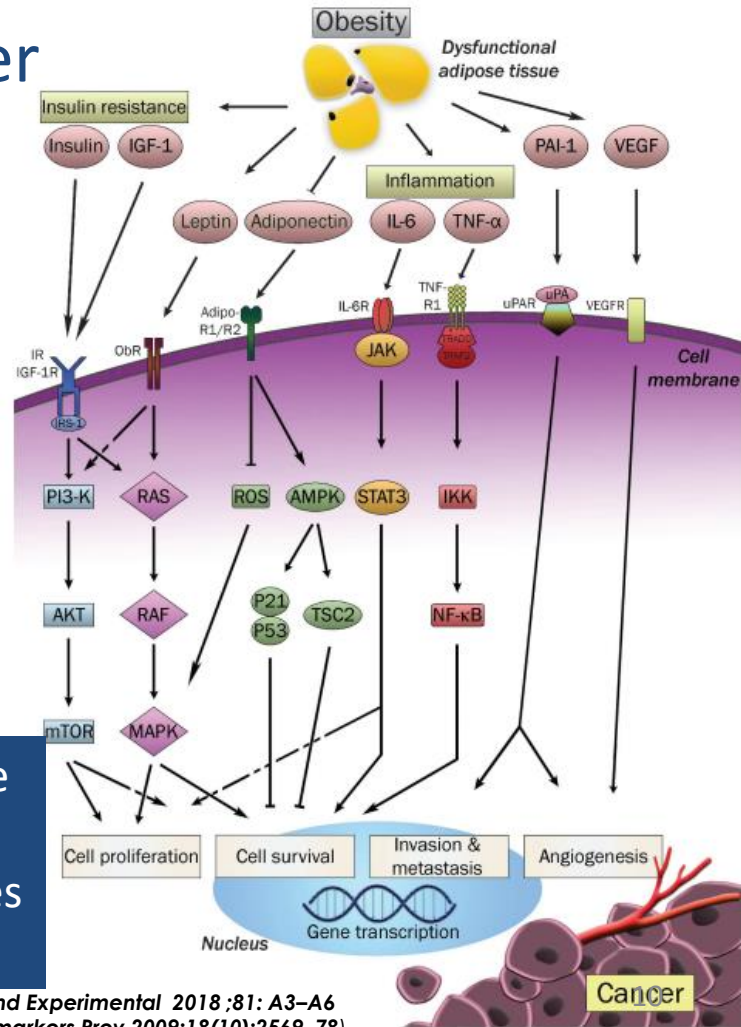 er
Obesity
Dysfunctional
adipose tissue
Insulin resistance
Insulin
IGF-1
PAI-1
VEGF
Inflammation
Leptin
Adiponectin
IL-6
TNF-α
Adipo-
R1/R2
IL-6R
TNF-
R1
uPAR
uPA
VEGFR
IR
IGF-1R
ObR
JAK
TRADD
TRAF2
Cell
membrane
IRS-1
PI3-K
RAS
ROS
AMPK
STAT3
IKK
AKT
RAF
P21
P53
TSC2
NF-κB
mTOR
MAPK
e
es
Cell proliferation
Cell survival
Invasion &
metastasis
Angiogenesis
Gene transcription
Nucleus
Cancer
10
nd Experimental 2018 ;81: A3–A6
markers Prev 2009;18(10):2569–78)